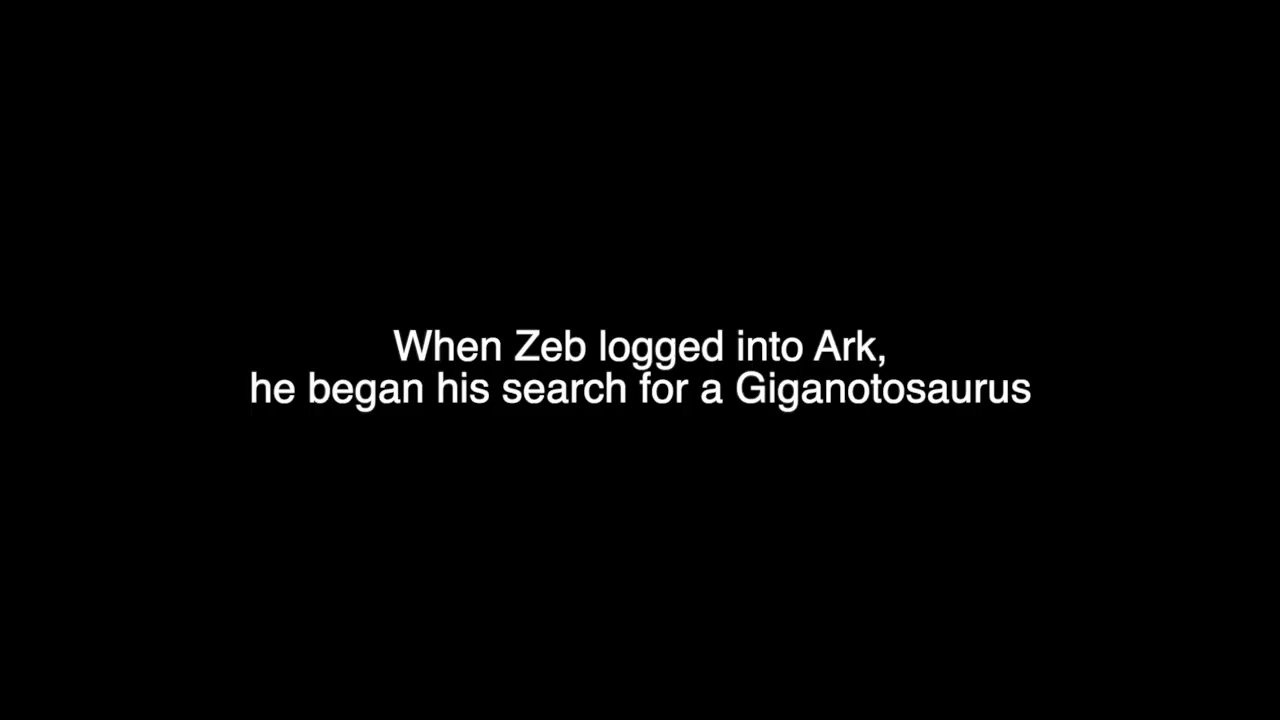 When Zeb logged into Ark,
he began his search for a Giganotosaurus